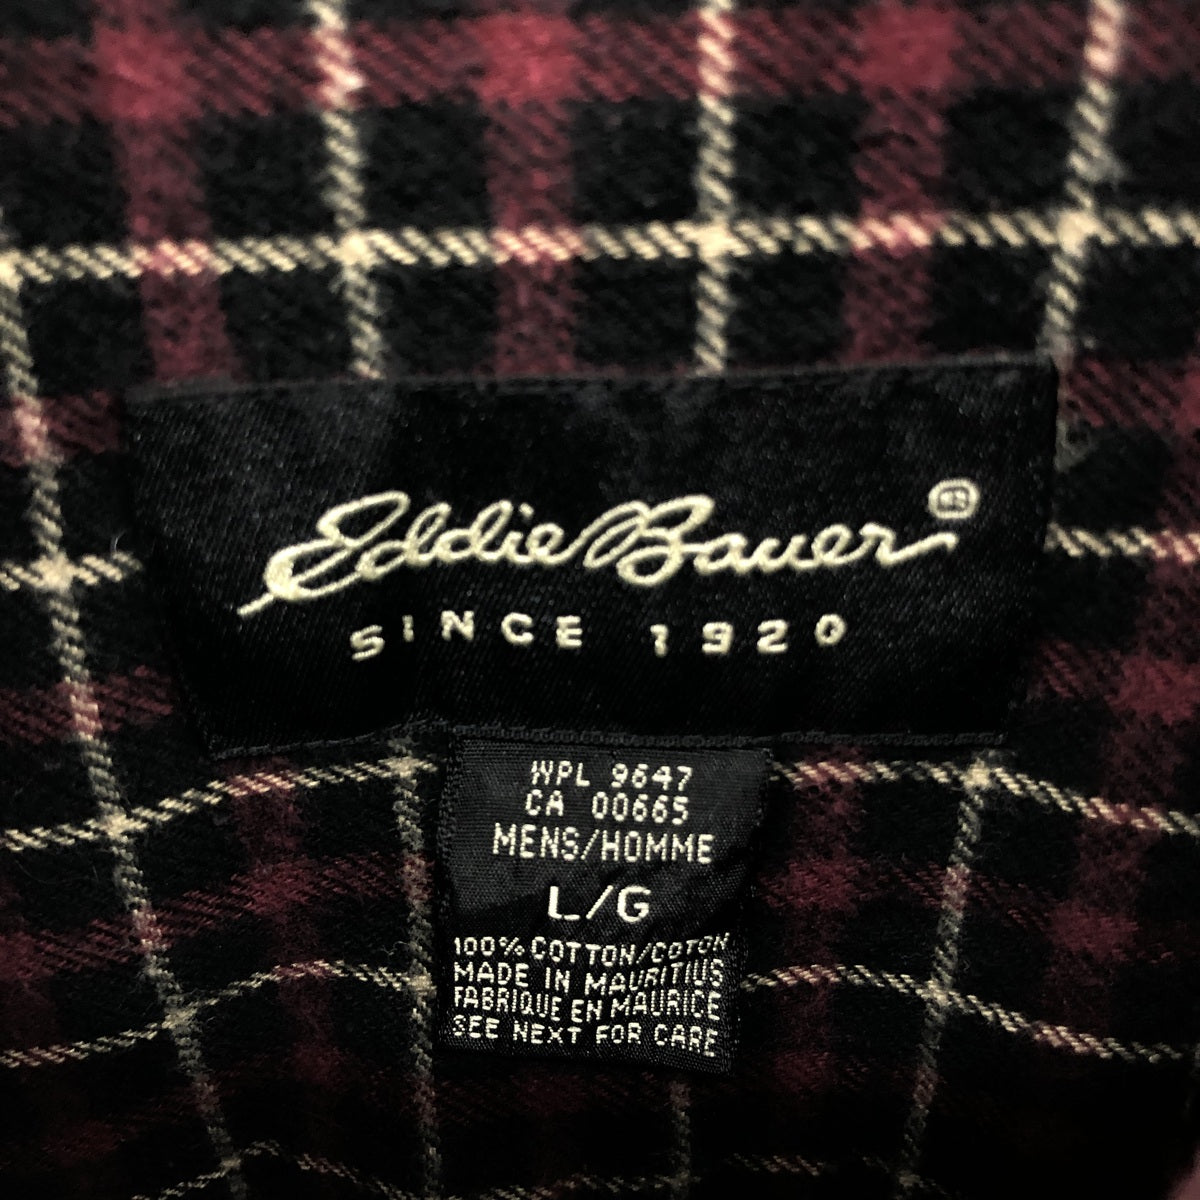 Eddie Bauer®
SINCE 1920
WPL 9647
CA 00665
MENS/HOMME
L/G
100% COTTON/COTON
MADE IN MAURITIUS
FABRIQUE EN MAURICE
SEE NEXT FOR CARE